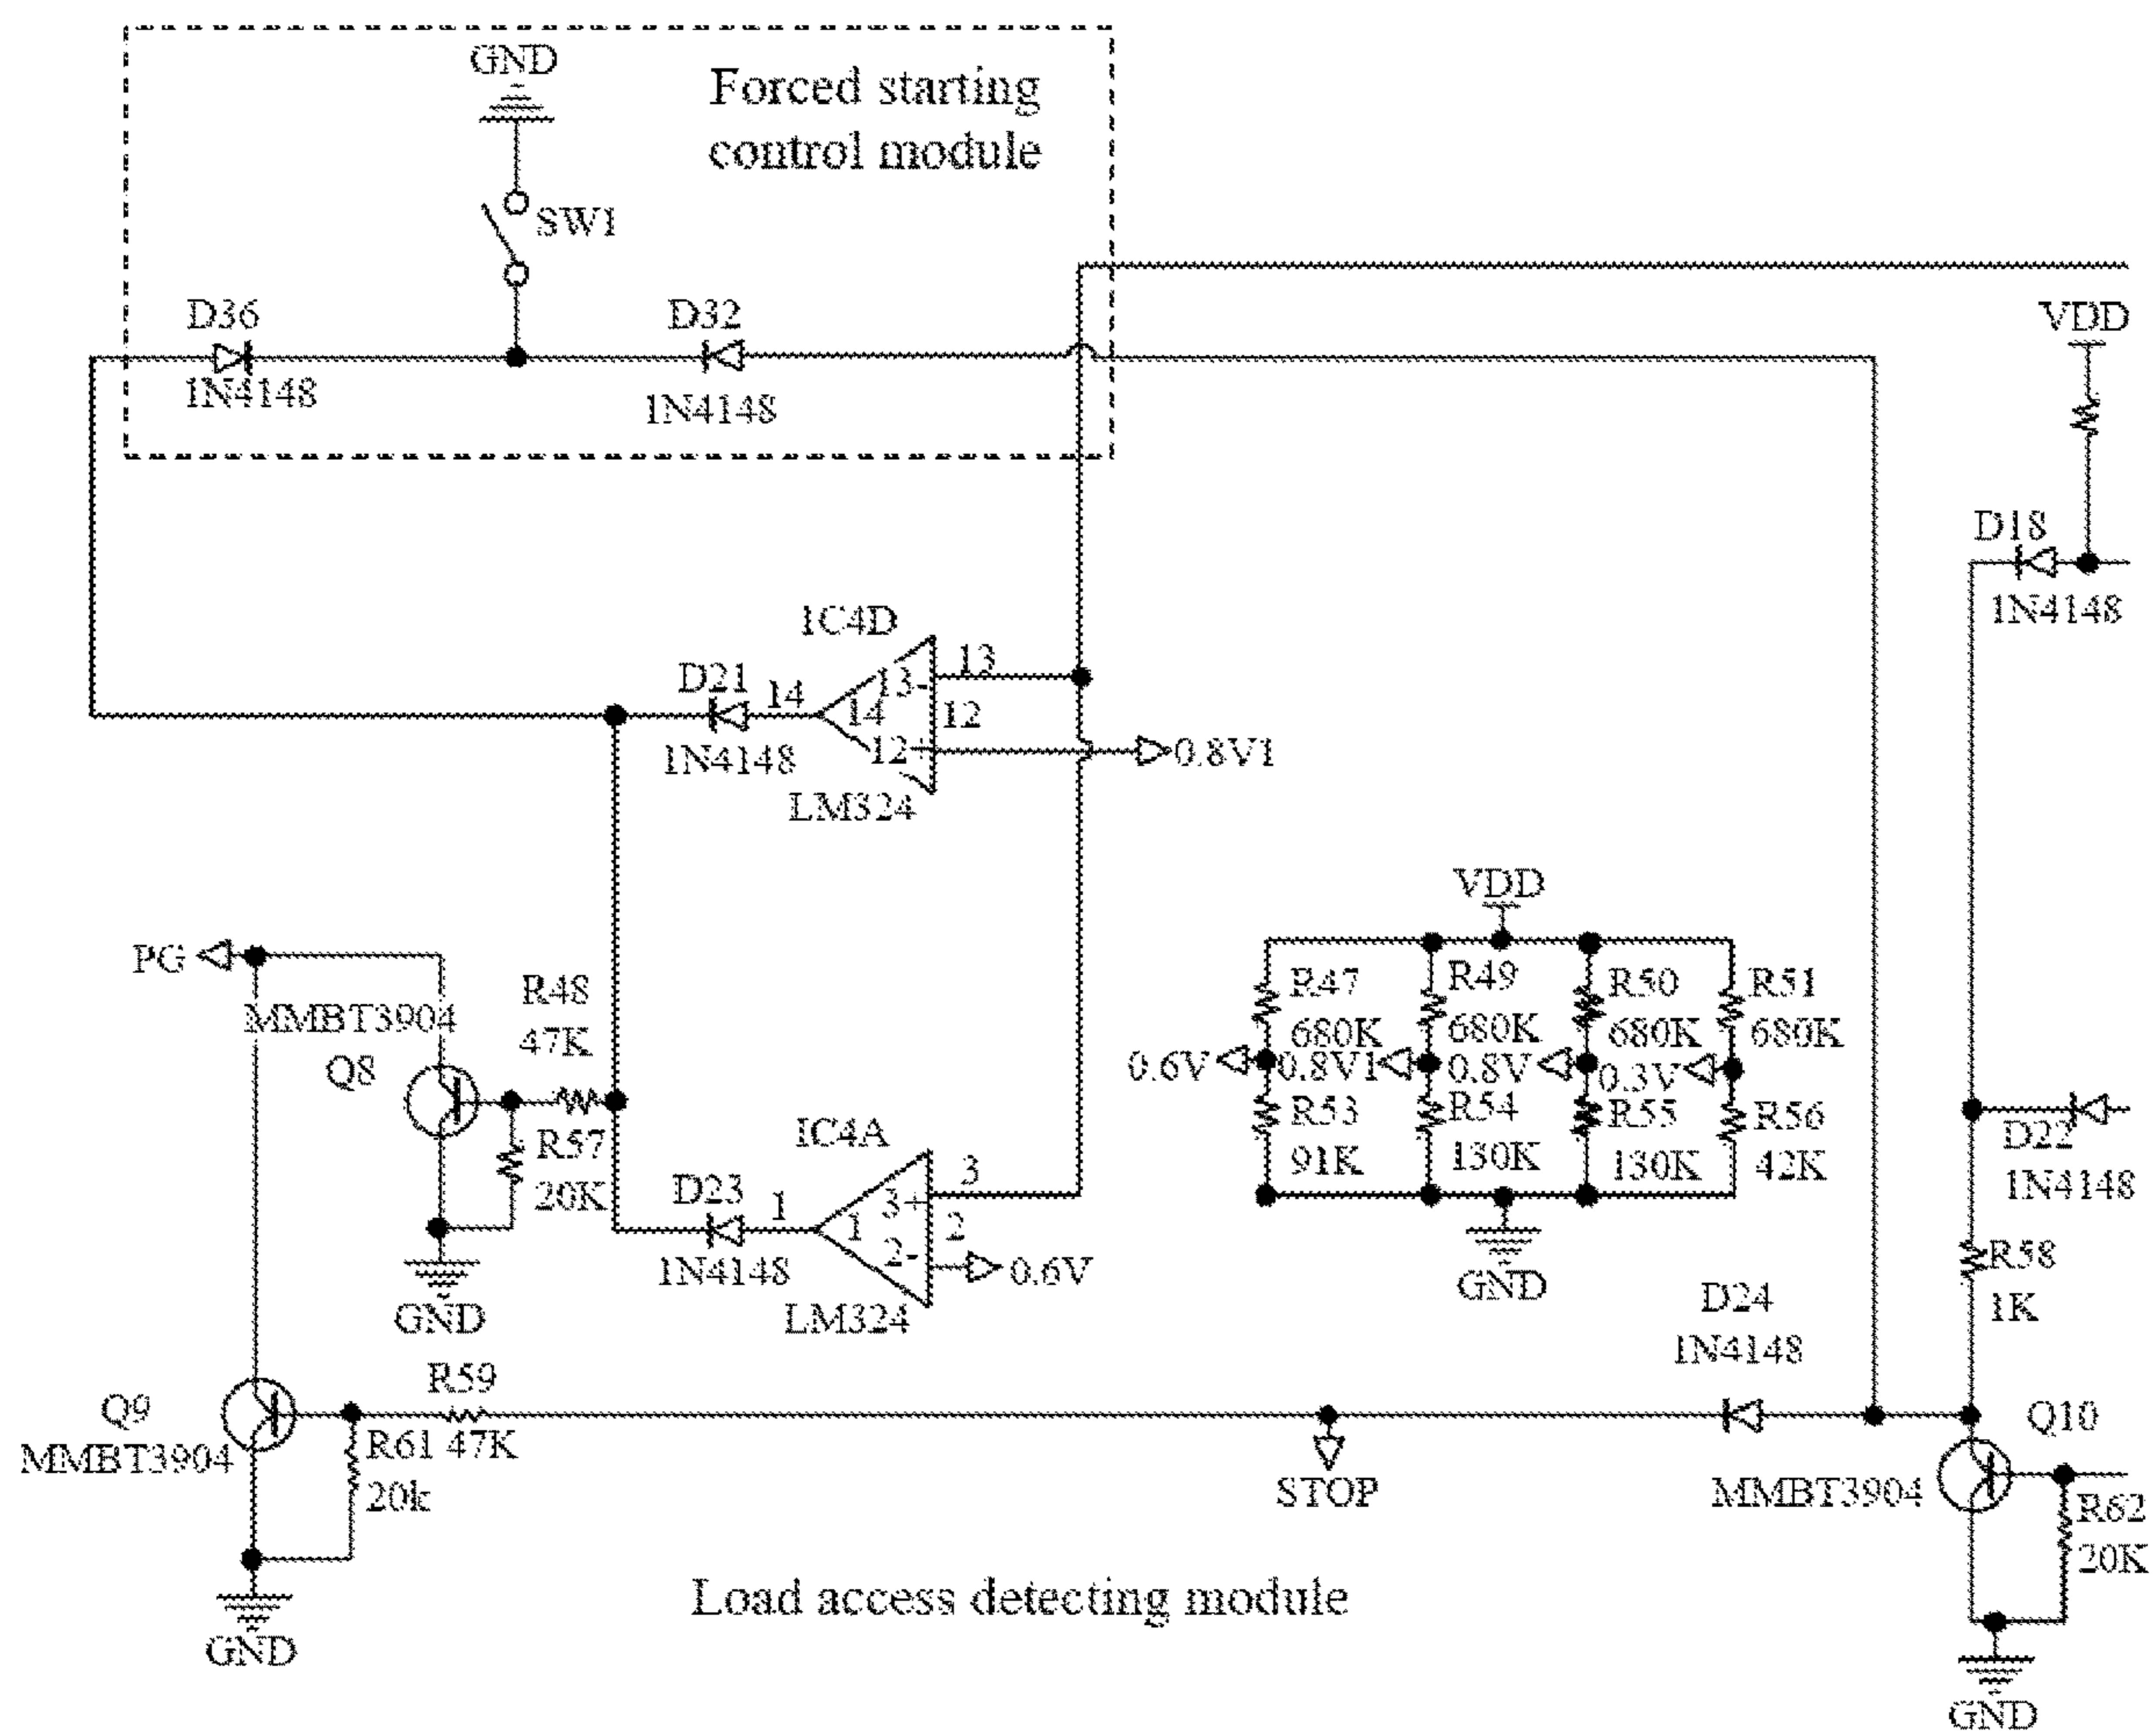 GND
Forced starting
control module
SW1
D36
1N4148
D32
1N4148
VDD
D18
1N4148
1C4D
D21
14
1N4148
13
13-
14
12
12+
0.8V1
LM324
VDD
PG
MMBT3904
Q8
R48
47K
R57
20K
GND
R47
680K
R49
680K
R50
680K
R51
680K
0.6V
0.8V1
0.8V
0.3V
R53
91K
R54
130K
R55
130K
R56
42K
GND
IC4A
D23
1
1N4148
3
3+
1
2
2-
0.6V
LM324
D22
1N4148
R58
1K
D24
1N4148
Q9
MMBT3904
R59
R61 47K
20k
GND
STOP
Q10
MMBT3904
R62
20K
GND
Load access detecting module